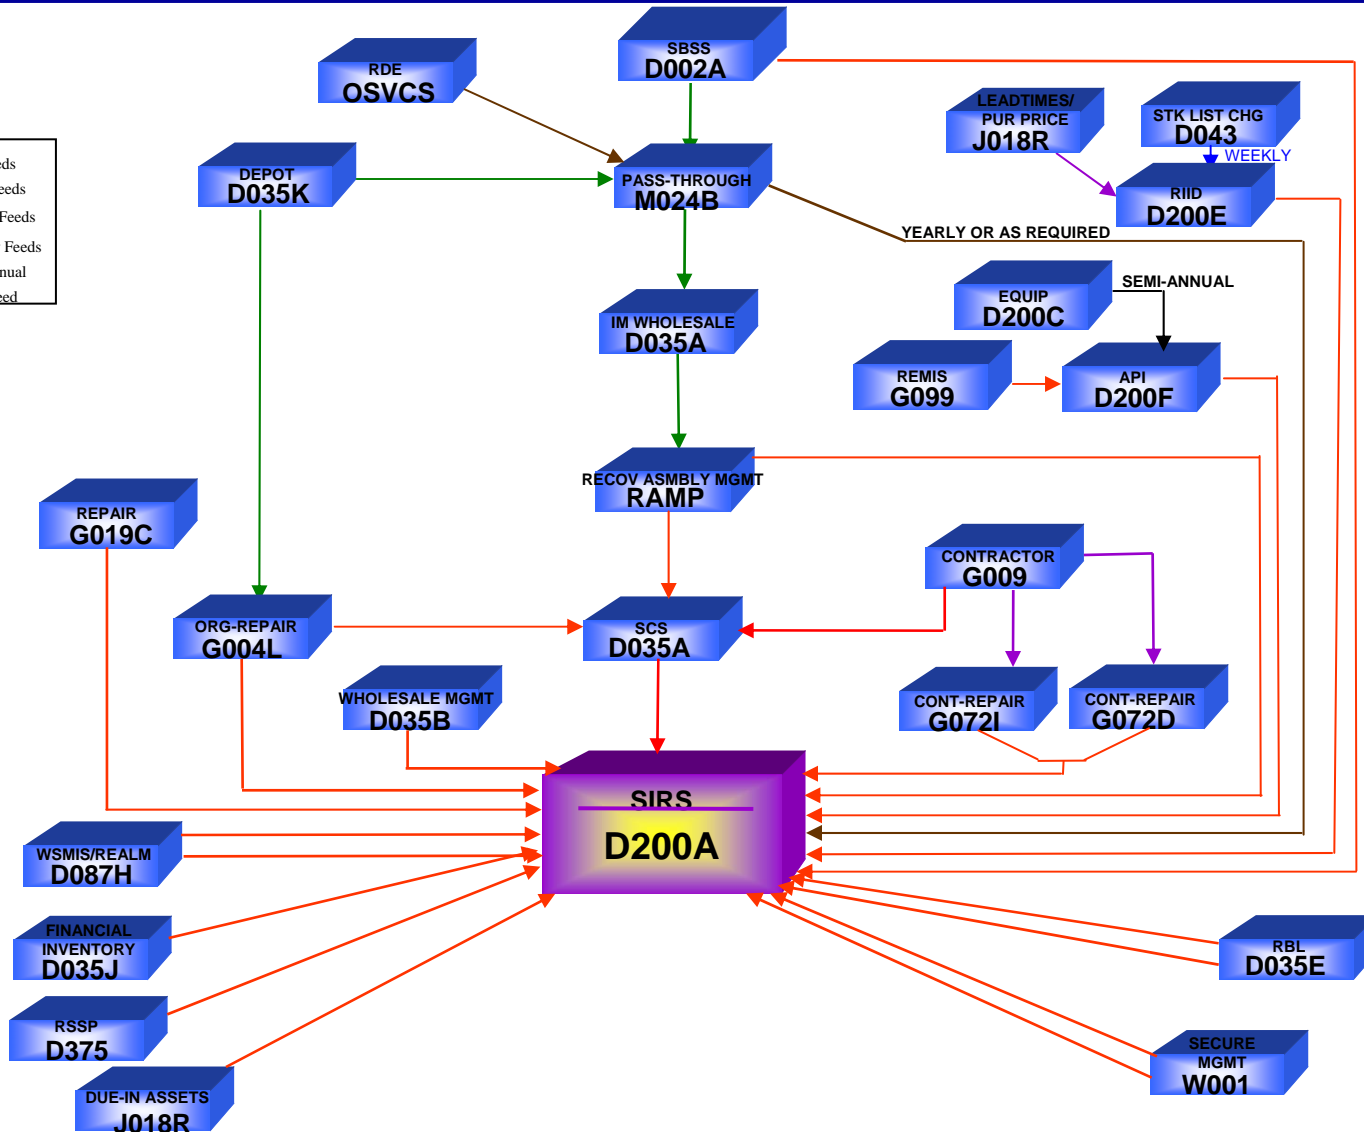 SBSS
D002A
RDE
OSVCS
LEADTIMES/
PUR PRICE
J018R
STK LIST CHG
D043
WEEKLY
Feeds
Feeds
nual
eed
DEPOT
D035K
PASS-THROUGH
M024B
RIID
D200E
YEARLY OR AS REQUIRED
EQUIP
D200C
SEMI-ANNUAL
IM WHOLESALE
D035A
REMIS
G099
API
D200F
RECOV ASMBLY MGMT
RAMP
REPAIR
G019C
CONTRACTOR
G009
ORG-REPAIR
G004L
SCS
D035A
WHOLESALE MGMT
D035B
CONT-REPAIR
G072I
CONT-REPAIR
G072D
SIRS
D200A
WSMIS/REALM
D087H
FINANCIAL
INVENTORY
D035J
RBL
D035E
RSSP
D375
SECURE
MGMT
W001
DUE-IN ASSETS
J018R